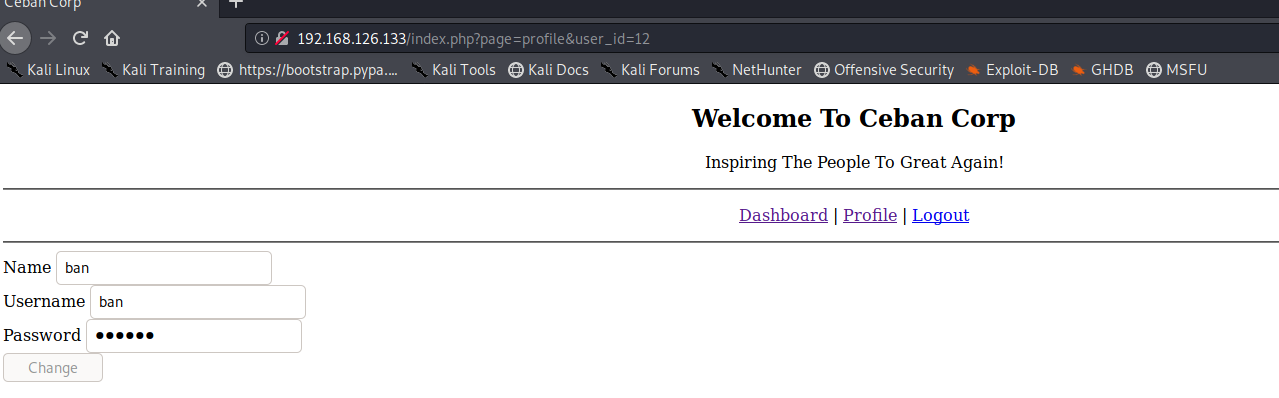 Ceban Corp
192.168.126.133/index.php?page=profile&user_id=12
Kali Linux Kali Training https://bootstrap.pypa.... Kali Tools Kali Docs Kali Forums NetHunter Offensive Security Exploit-DB GHDB MSFU
Welcome To Ceban Corp
Inspiring The People To Great Again!
Dashboard | Profile | Logout
Name ban
Username ban
Password ●●●●●●
Change